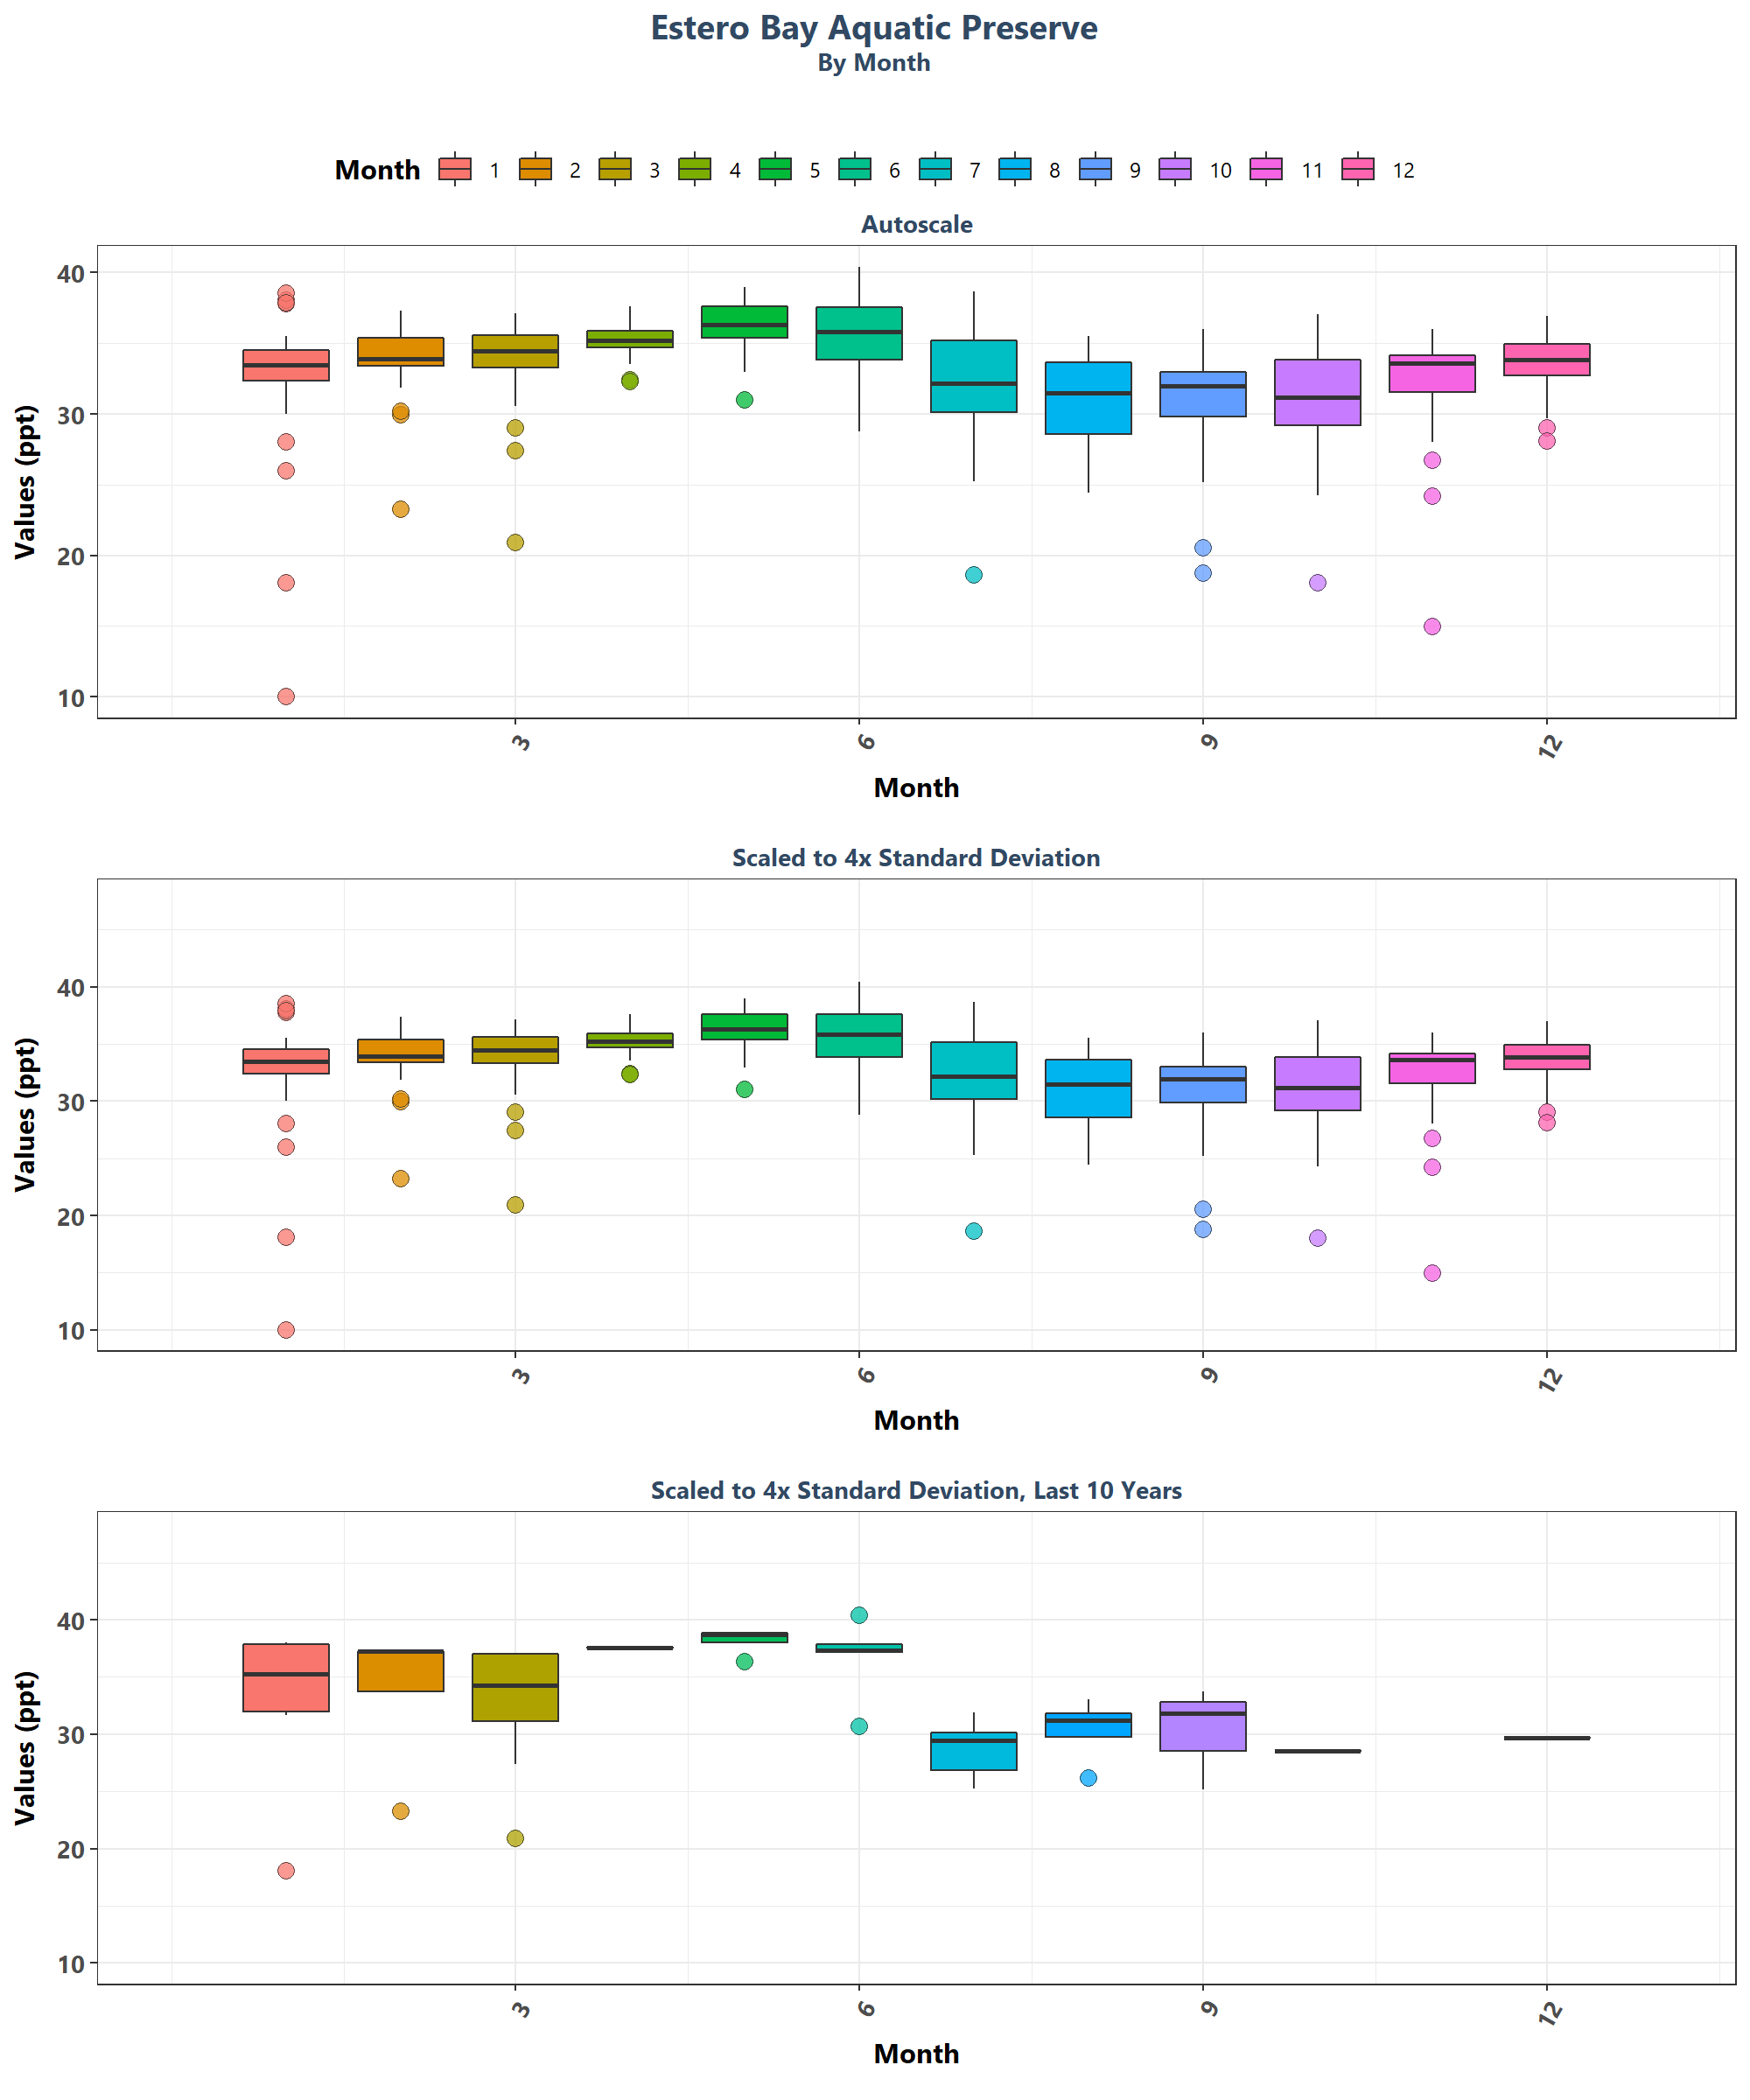 Estero Bay Aquatic Preserve
By Month
Month 1 2 3 4 5 6 7 8 9 10 11 12
Autoscale
Values (ppt)
40
30
20
10
3 6 9 12
Month
Scaled to 4x Standard Deviation
Values (ppt)
40
30
20
10
3 6 9 12
Month
Scaled to 4x Standard Deviation, Last 10 Years
Values (ppt)
40
30
20
10
3 6 9 12
Month